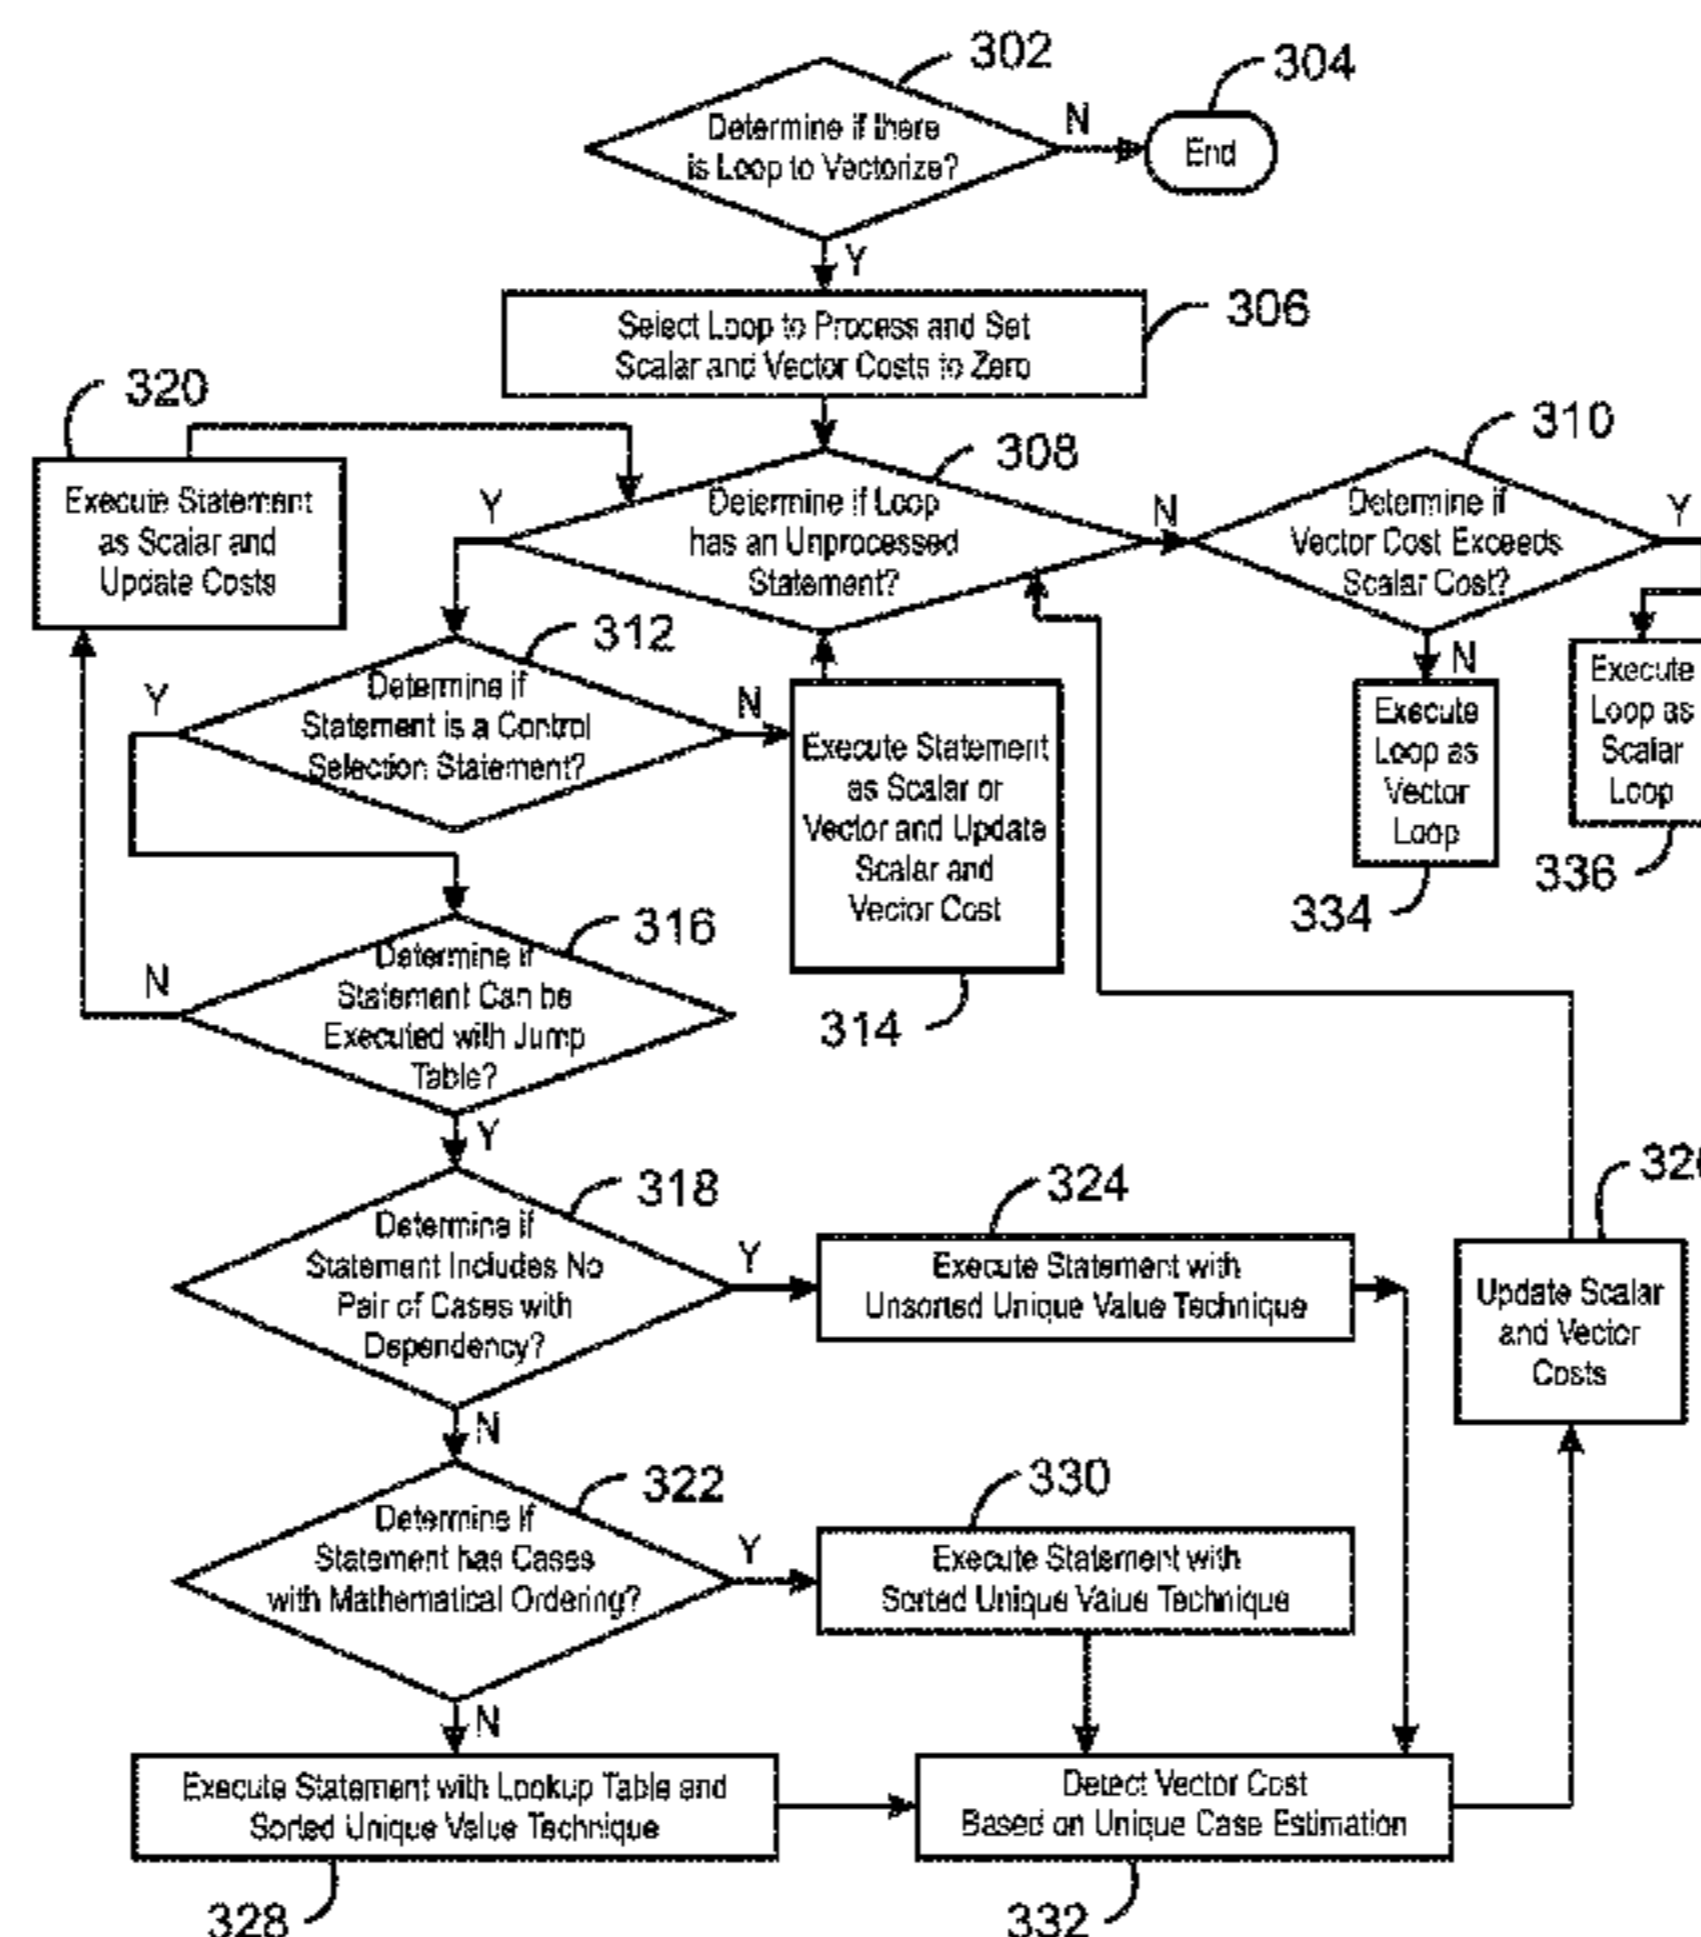 302
304
Determine if there
is Loop to Vectorize?
N
End
Y
Select Loop to Process and Set
Scalar and Vector Costs to Zero
306
320
Execute Statement
as Scalar and
Update Costs
308
Y
Determine if Loop
has an Unprocessed
Statement?
N
310
Determine if
Vector Cost Exceeds
Scalar Cost?
Y
N
312
Y
Determine if
Statement is a Control
Selection Statement?
N
Execute Statement
as Scalar or
Vector and Update
Scalar and
Vector Cost
314
Execute
Loop as
Vector
Loop
334
Execute
Loop as
Scalar
Loop
336
316
N
Determine if
Statement Can be
Executed with Jump
Table?
Y
318
Determine if
Statement Includes No
Pair of Cases with
Dependency?
Y
324
Execute Statement with
Unsorted Unique Value Technique
Update Scalar
and Vector
Costs
N
322
Determine If
Statement has Cases
with Mathematical Ordering?
Y
330
Execute Statement with
Sorted Unique Value Technique
N
Execute Statement with Lookup Table and
Sorted Unique Value Technique
328
Detect Vector Cost
Based on Unique Case Estimation
332